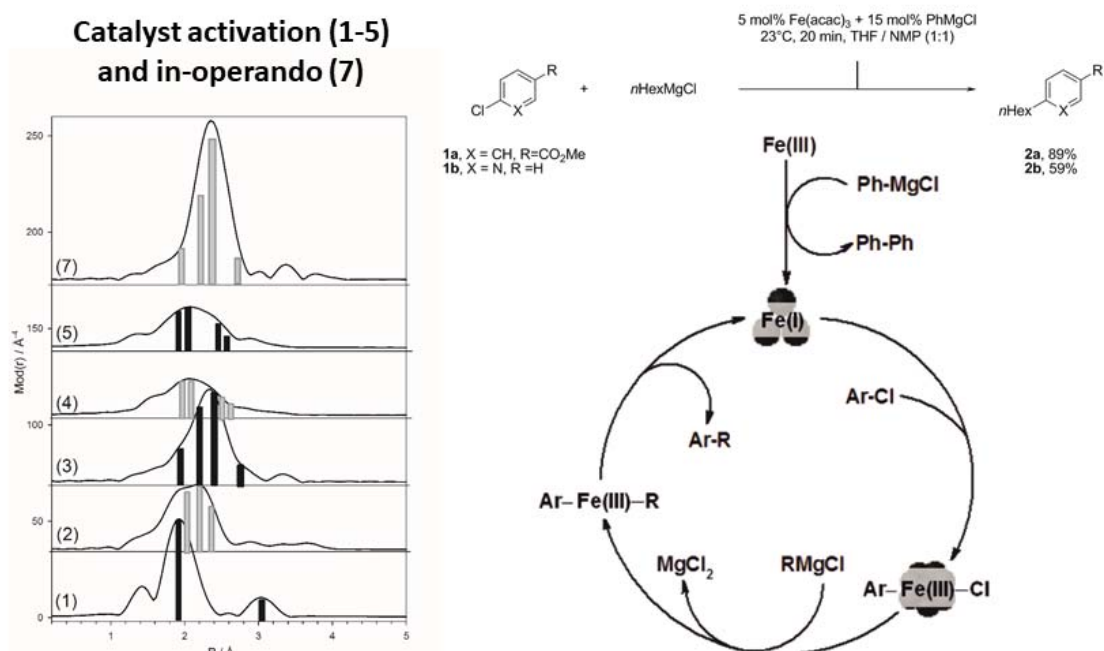 Catalyst activation (1-5)
and in-operando (7)
250
(7)
200
(5)
150
Mod(r) / Å⁻⁴
(4)
100
(3)
50
(2)
(1)
0
1 2 3 4 5
5 mol% Fe(acac)₃ + 15 mol% PhMgCl
23°C, 20 min, THF / NMP (1:1)
R
Cl
X
+
nHexMgCl
R
nHex
X
1a, X = CH, R=CO₂Me
1b, X = N, R =H
2a, 89%
2b, 59%
Fe(III)
Ph-MgCl
Ph-Ph
Fe(I)
Ar-Cl
Ar-R
Ar–Fe(III)–R
MgCl₂
RMgCl
Ar–Fe(III)–Cl